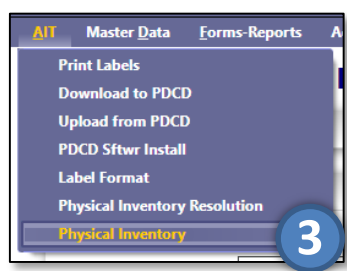 AIT Master Data Forms-Reports A
Print Labels
Download to PDCD
Upload from PDCD
PDCD Sftwr Install
Label Format
Physical Inventory Resolution
Physical Inventory
3